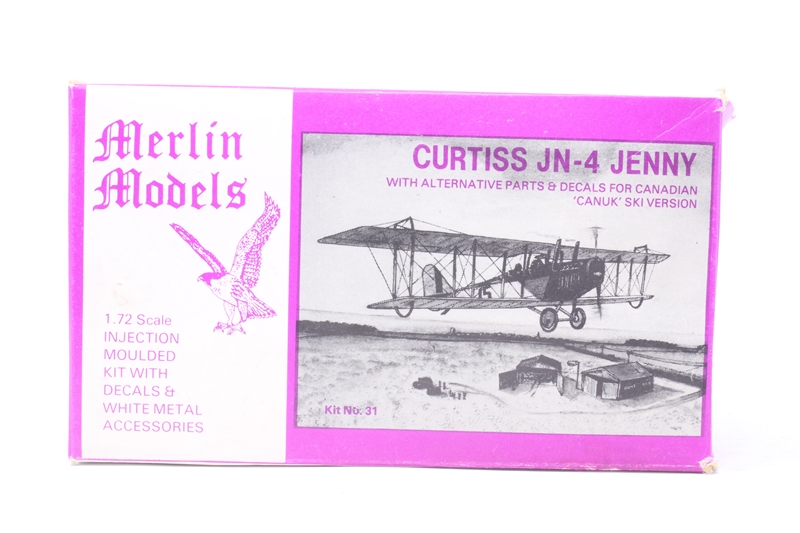 Merlin
Models
1.72 Scale
INJECTION
MOULDED
KIT WITH
DECALS &
WHITE METAL
ACCESSORIES
CURTISS JN-4 JENNY
WITH ALTERNATIVE PARTS & DECALS FOR CANADIAN
'CANUK' SKI VERSION
Kit No. 31